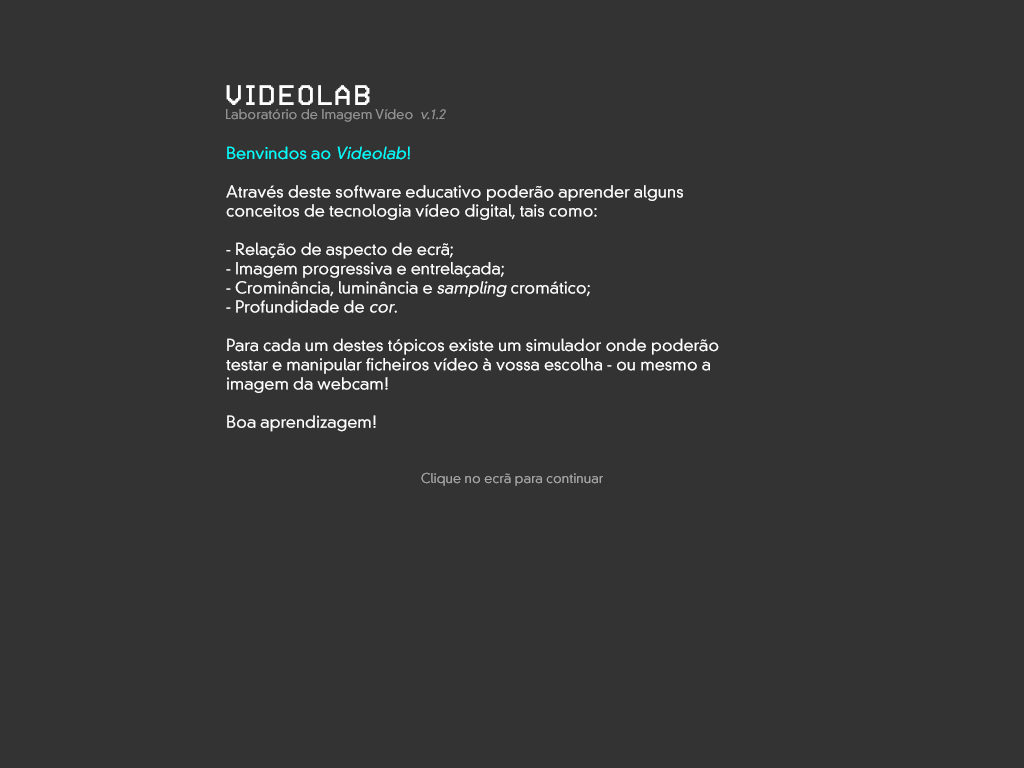 VIDEOLAB
Laboratório de Imagem Vídeo v.1.2
Benvindos ao Videolab!
Através deste software educativo poderão aprender alguns
conceitos de tecnologia vídeo digital, tais como:
- Relação de aspecto de ecrã;
- Imagem progressiva e entrelaçada;
- Crominância, luminância e sampling cromático;
- Profundidade de cor.
Para cada um destes tópicos existe um simulador onde poderão
testar e manipular ficheiros vídeo à vossa escolha - ou mesmo a
imagem da webcam!
Boa aprendizagem!
Clique no ecrã para continuar